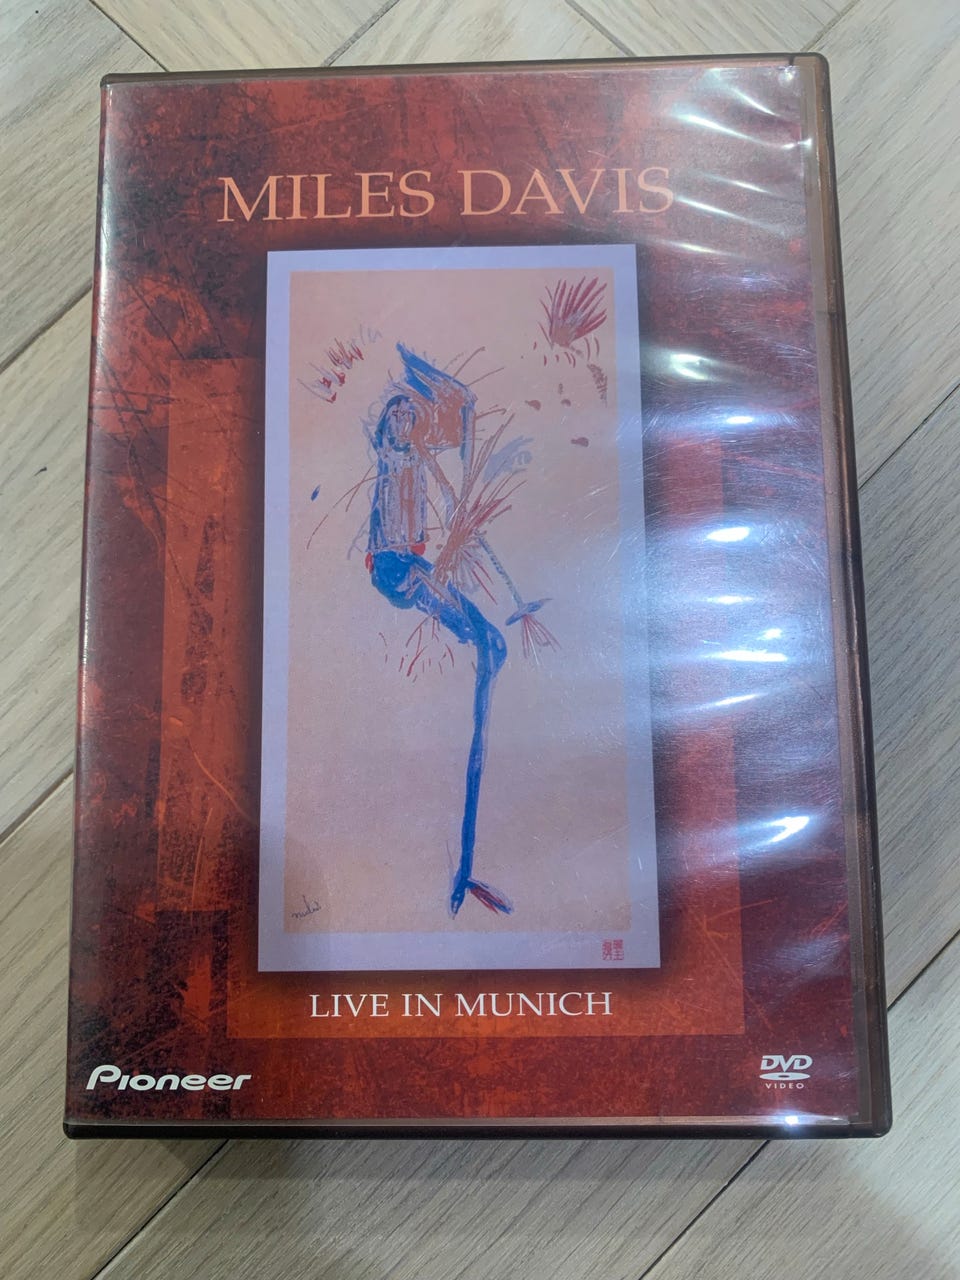 MILES DAVIS
LIVE IN MUNICH
Pioneer
DVD
VIDEO